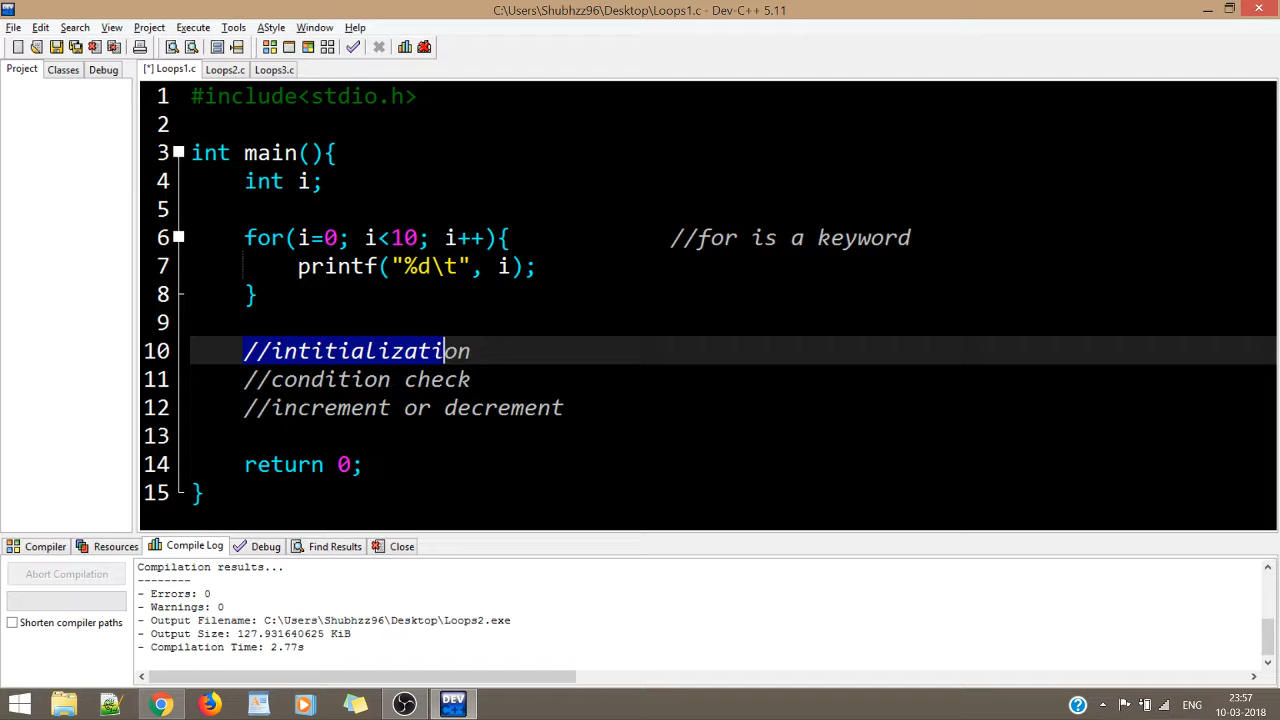 C:\Users\Shubhzz96\Desktop\Loops1.c - Dev-C++ 5.11
File Edit Search View Project Execute Tools AStyle Window Help
Project Classes Debug [*] Loops1.c Loops2.c Loops3.c
1 #include<stdio.h>
2
3 int main(){
4 int i;
5
6 for(i=0; i<10; i++){ //for is a keyword
7 printf("%d\t", i);
8 }
9
10 //intitialization
11 //condition check
12 //increment or decrement
13
14 return 0;
15 }
Compiler Resources Compile Log Debug Find Results Close
Abort Compilation
Shorten compiler paths
Compilation results...
--------
- Errors: 0
- Warnings: 0
- Output Filename: C:\Users\Shubhzz96\Desktop\Loops2.exe
- Output Size: 127.931640625 KiB
- Compilation Time: 2.77s
DEV
23:57
10-03-2018